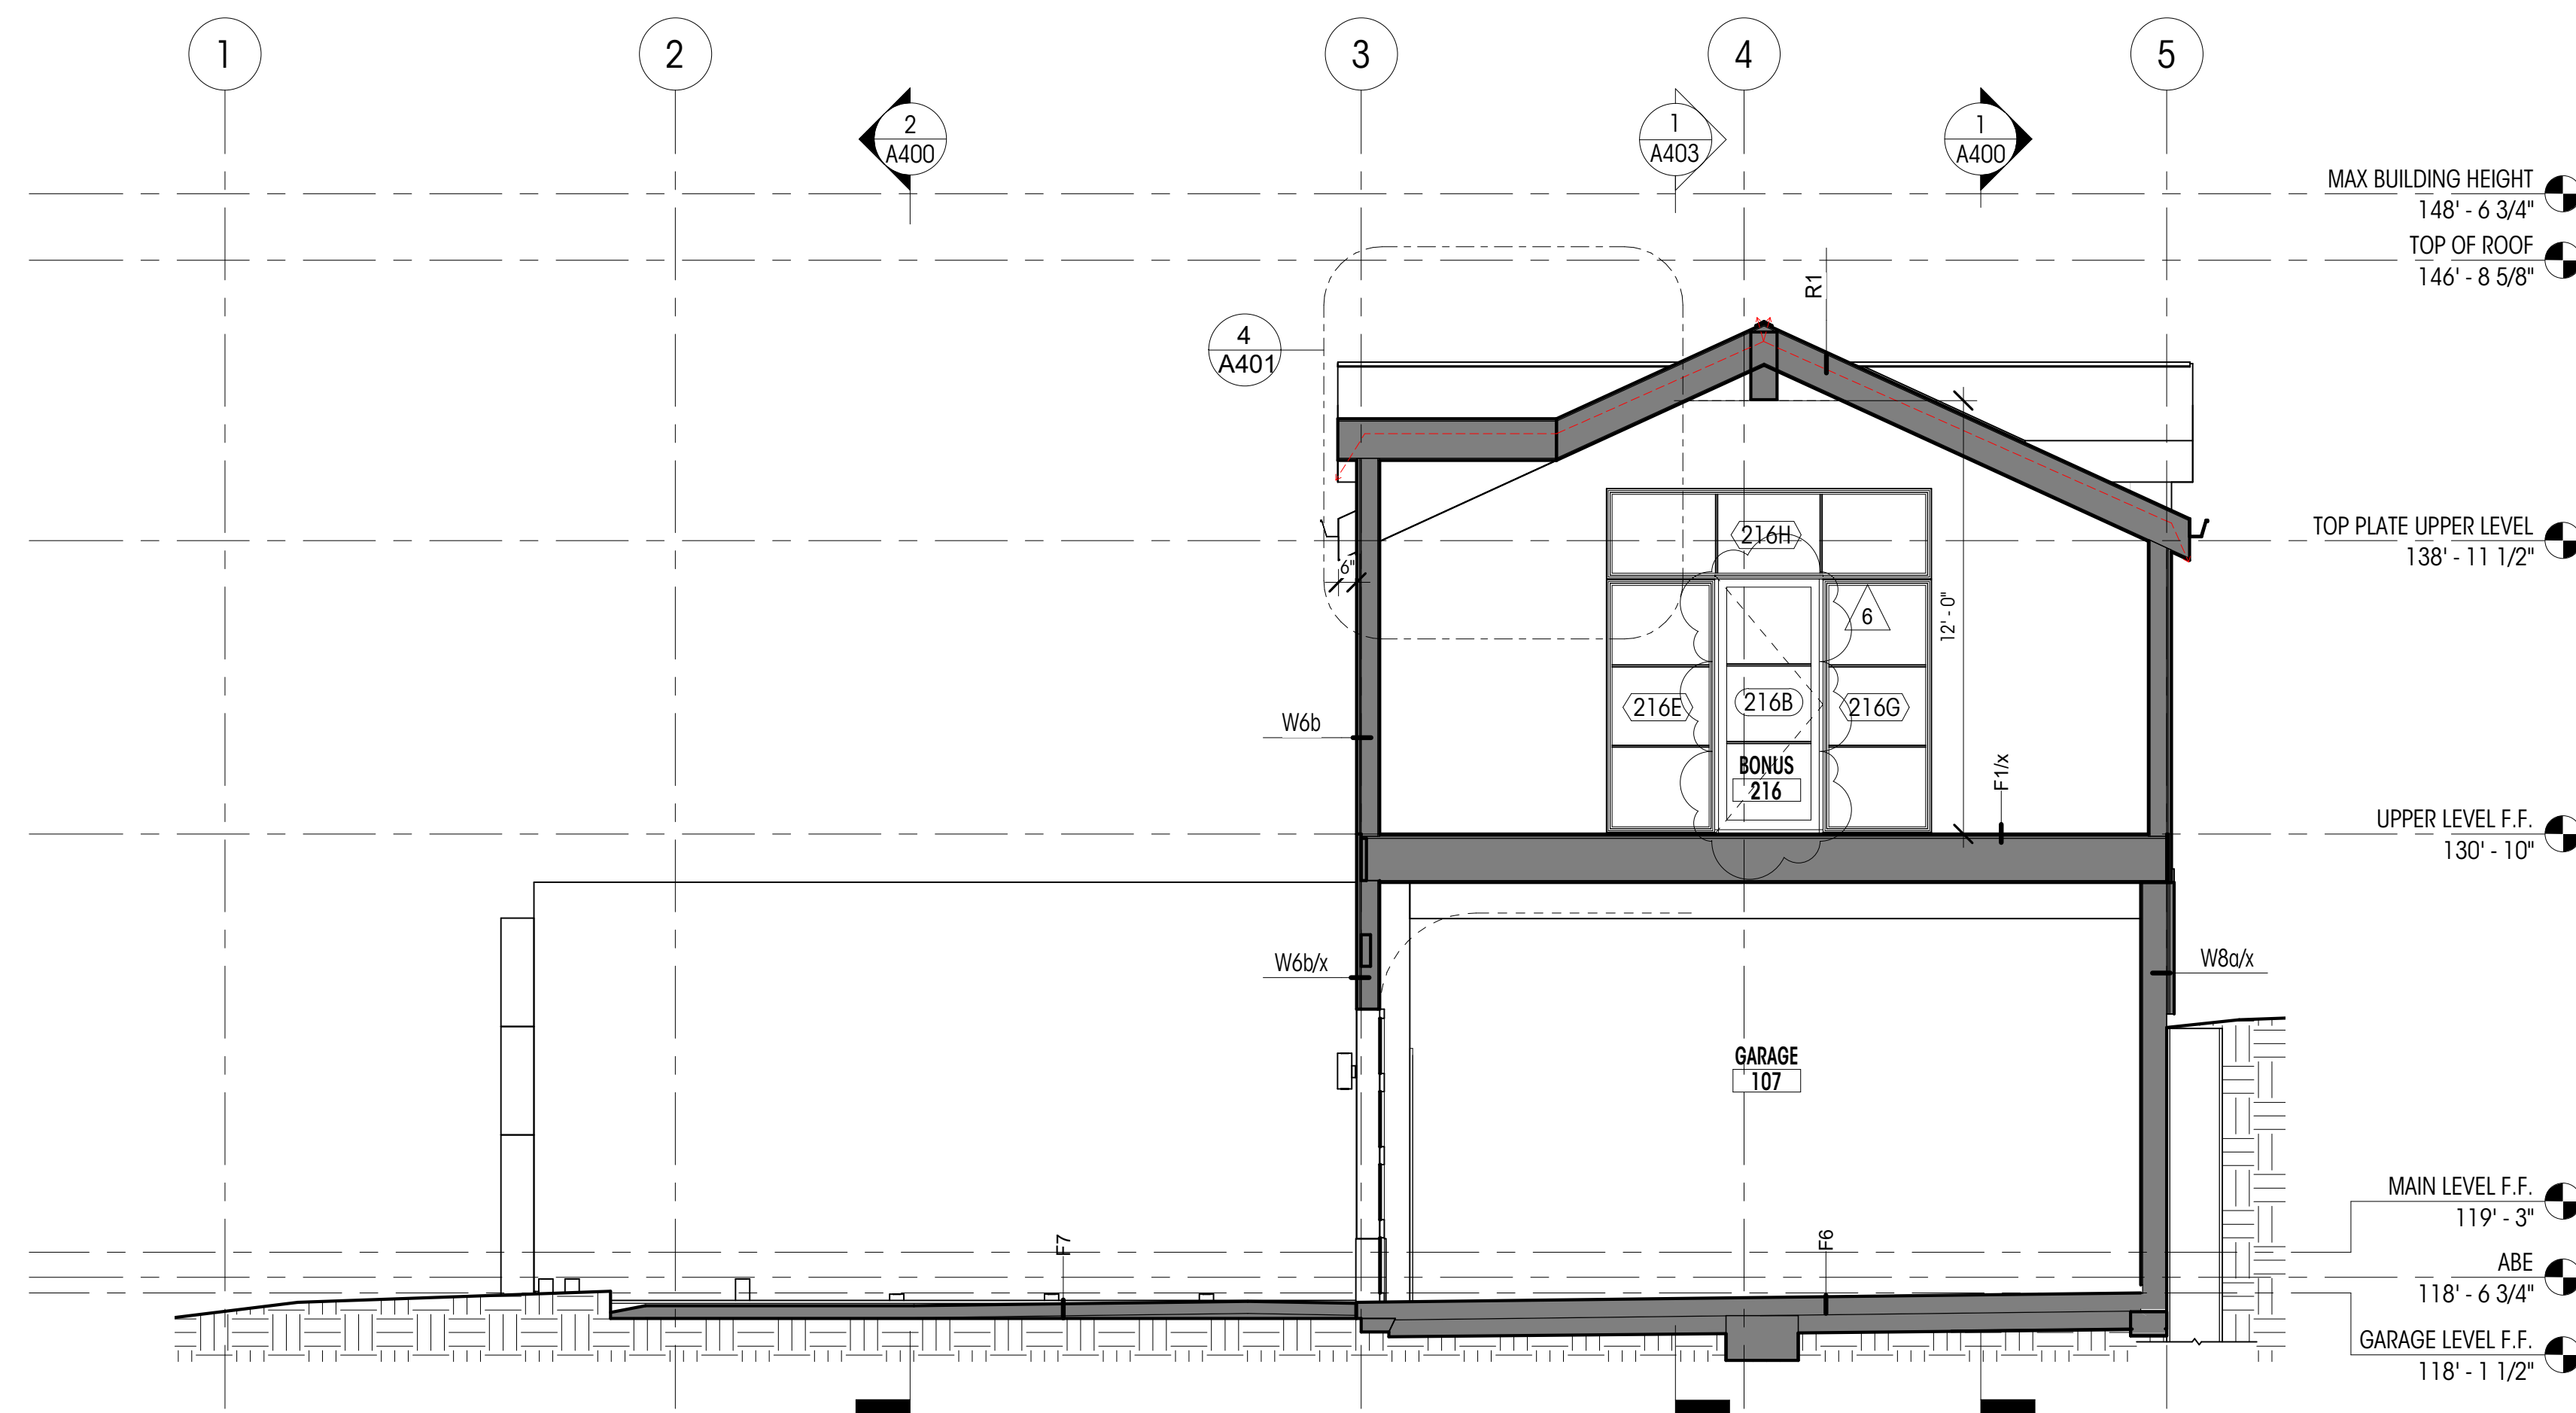 1
2
3
4
5
2
A400
1
A403
1
A400
MAX BUILDING HEIGHT
148' - 6 3/4"
TOP OF ROOF
146' - 8 5/8"
R1
4
A401
TOP PLATE UPPER LEVEL
138' - 11 1/2"
216H
6"
6
12' - 0"
216E
216B
216G
W6b
BONUS
216
F1/x
UPPER LEVEL F.F.
130' - 10"
W6b/x
W8a/x
GARAGE
107
MAIN LEVEL F.F.
119' - 3"
F7
F6
ABE
118' - 6 3/4"
GARAGE LEVEL F.F.
118' - 1 1/2"